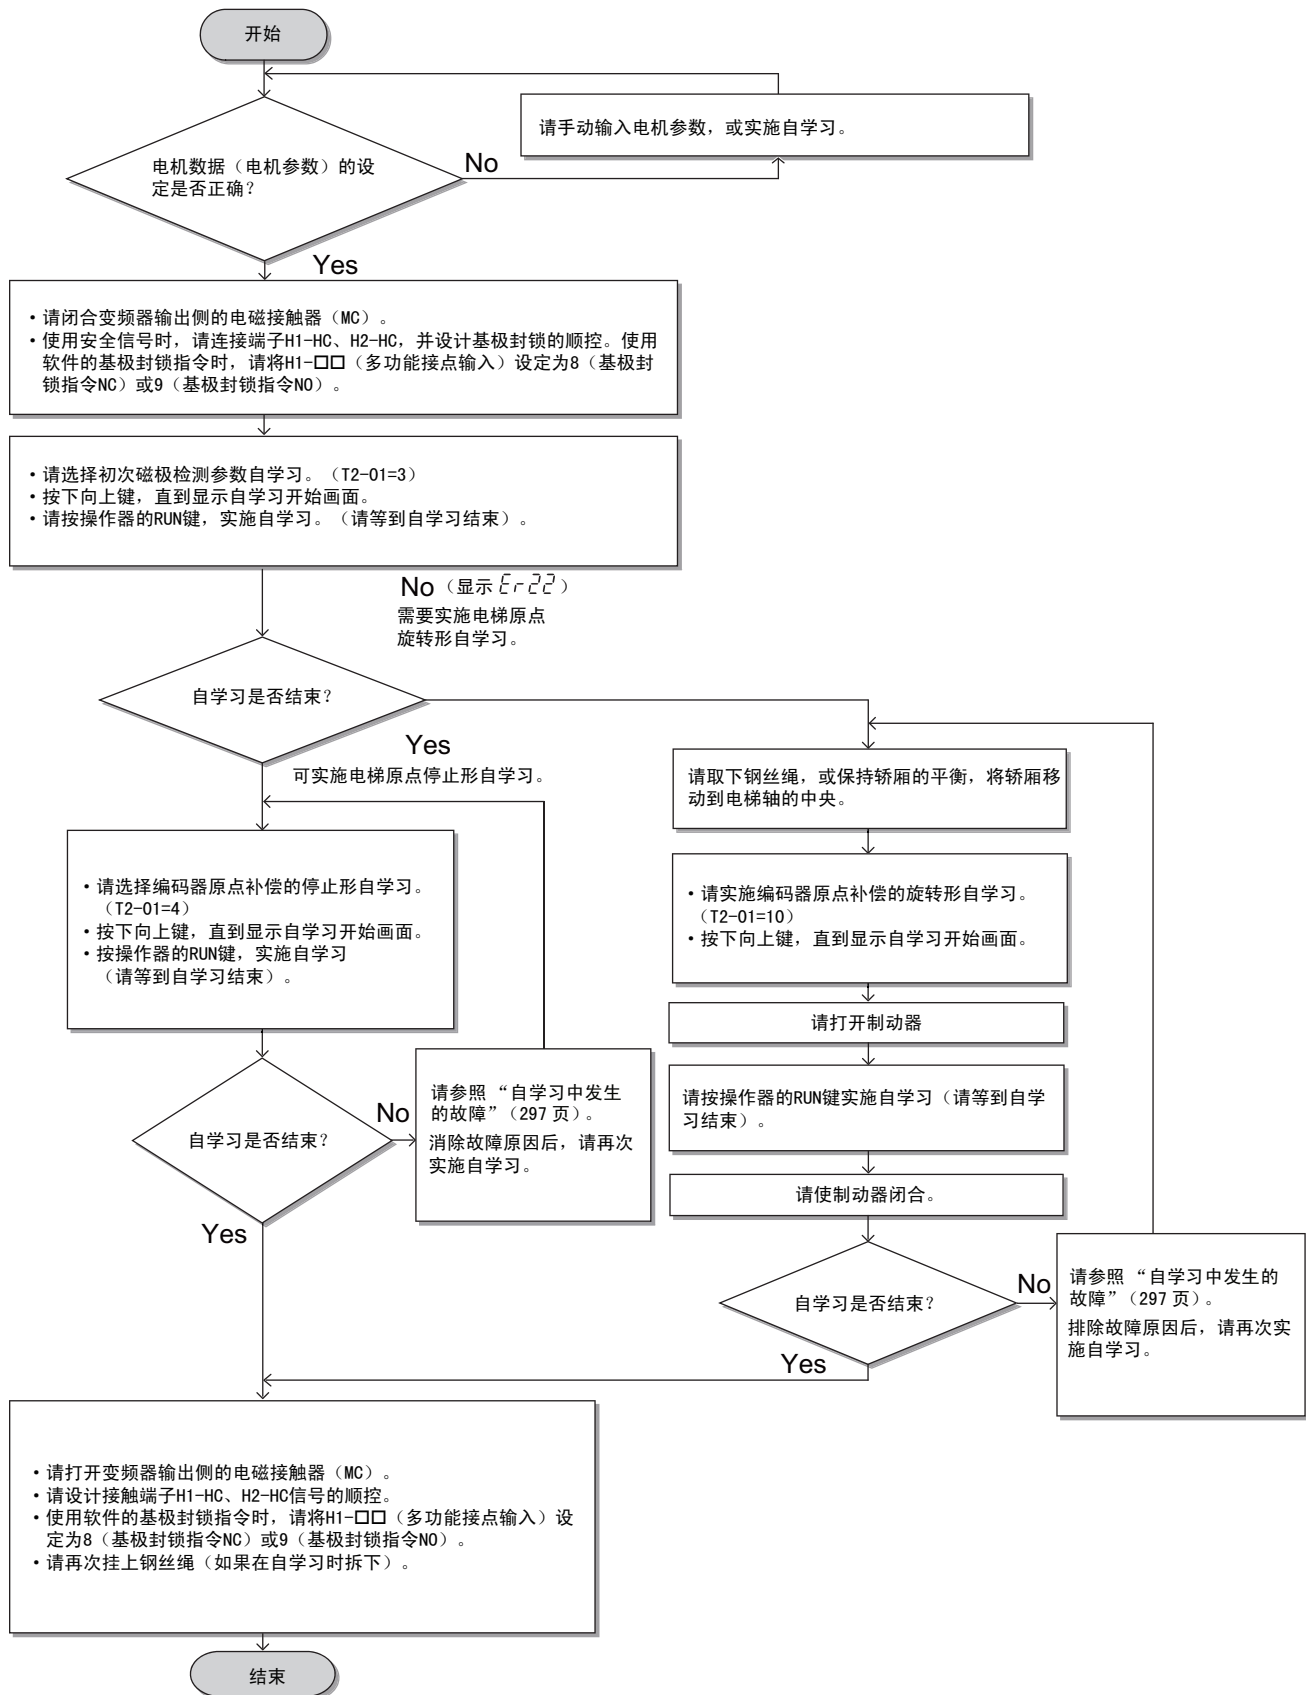 开始
请手动输入电机参数，或实施自学习。
电机数据（电机参数）的设
定是否正确？
No
Yes
・请闭合变频器输出侧的电磁接触器（MC）。
・使用安全信号时，请连接端子H1-HC、H2-HC，并设计基极封锁的顺控。使用
软件的基极封锁指令时，请将H1-□□（多功能接点输入）设定为8（基极封
锁指令NC）或9（基极封锁指令NO）。
・请选择初次磁极检测参数自学习。（T2-01=3）
・按下向上键，直到显示自学习开始画面。
・请按操作器的RUN键，实施自学习。（请等到自学习结束）。
No（显示 Er22）
需要实施电梯原点
旋转形自学习。
自学习是否结束？
Yes
可实施电梯原点停止形自学习。
・请选择编码器原点补偿的停止形自学习。
（T2-01=4）
・按下向上键，直到显示自学习开始画面。
・按操作器的RUN键，实施自学习
（请等到自学习结束）。
自学习是否结束？
No
请参照 “自学习中发生
的故障”（297 页）。
消除故障原因后，请再次
实施自学习。
Yes
请取下钢丝绳，或保持轿厢的平衡，将轿厢移
动到电梯轴的中央。
・请实施编码器原点补偿的旋转形自学习。
（T2-01=10）
・按下向上键，直到显示自学习开始画面。
请打开制动器
请按操作器的RUN键实施自学习（请等到自学
习结束）。
请使制动器闭合。
自学习是否结束？
No
请参照 “自学习中发生的
故障”（297 页）。
排除故障原因后，请再次实
施自学习。
Yes
・请打开变频器输出侧的电磁接触器（MC）。
・请设计接触端子H1-HC、H2-HC信号的顺控。
・使用软件的基极封锁指令时，请将H1-□□（多功能接点输入）设
定为8（基极封锁指令NC）或9（基极封锁指令NO）。
・请再次挂上钢丝绳（如果在自学习时拆下）。
结束